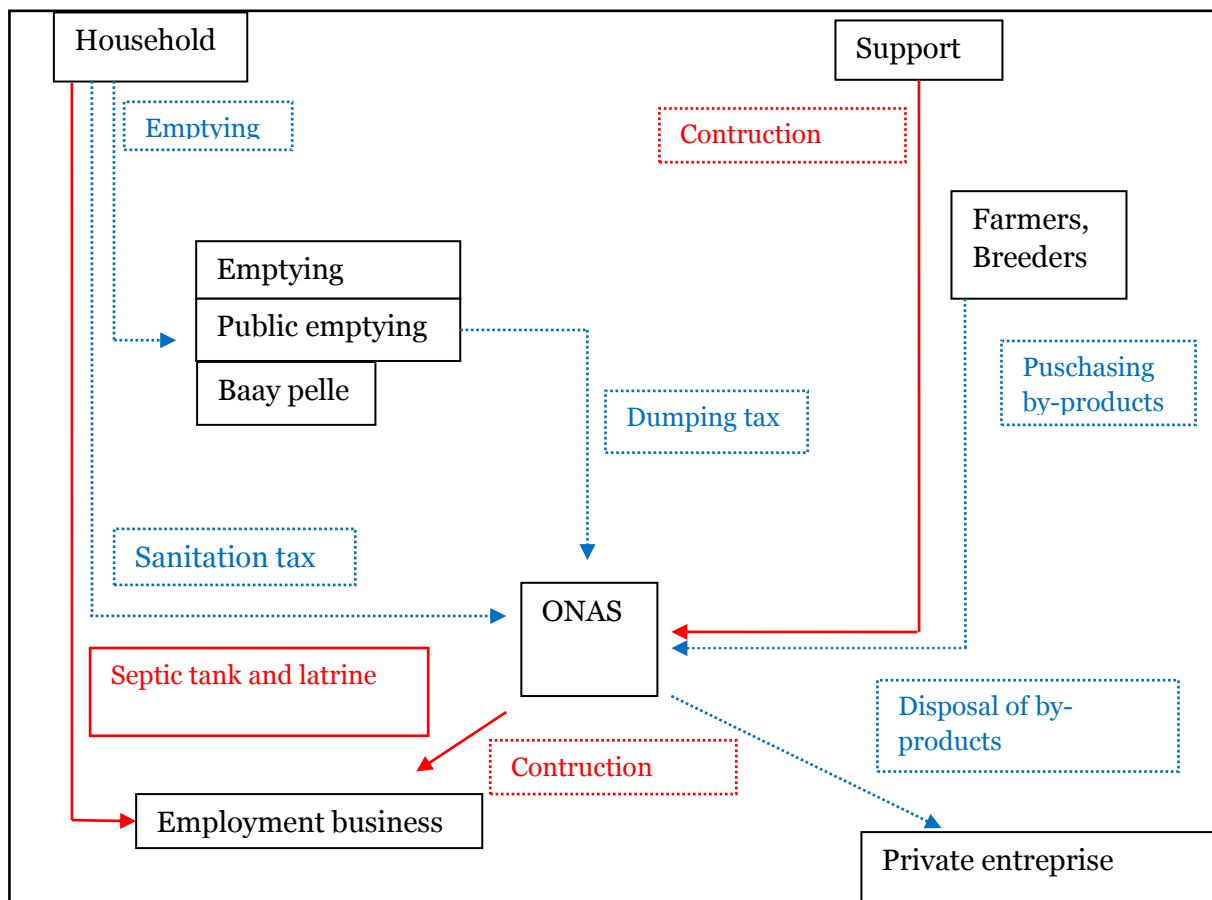 Household
Support
Emptying
Contruction
Farmers,
Breeders
Emptying
Public emptying
Baay pelle
Puschasing
by-products
Dumping tax
Sanitation tax
ONAS
Septic tank and latrine
Disposal of by-
products
Contruction
Employment business
Private entreprise